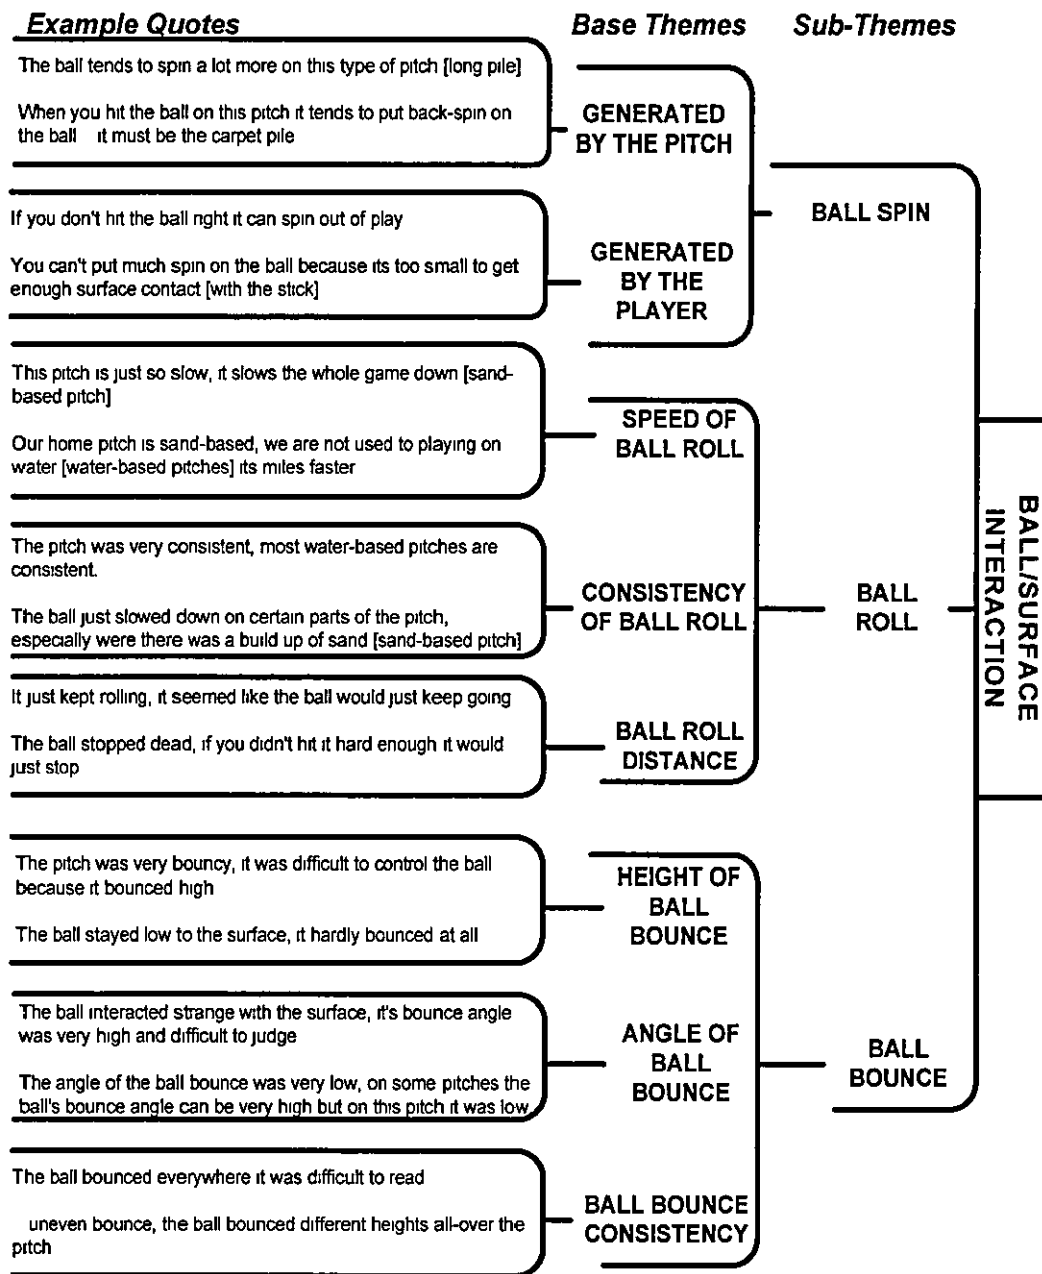 Example Quotes
Base Themes
Sub-Themes
The ball tends to spin a lot more on this type of pitch [long pile]
When you hit the ball on this pitch it tends to put back-spin on
the ball it must be the carpet pile
GENERATED
BY THE PITCH
If you don't hit the ball right it can spin out of play
You can't put much spin on the ball because its too small to get
enough surface contact [with the stick]
GENERATED
BY THE
PLAYER
BALL SPIN
This pitch is just so slow, it slows the whole game down [sand-
based pitch]
Our home pitch is sand-based, we are not used to playing on
water [water-based pitches] its miles faster
SPEED OF
BALL ROLL
The pitch was very consistent, most water-based pitches are
consistent.
The ball just slowed down on certain parts of the pitch,
especially were there was a build up of sand [sand-based pitch]
CONSISTENCY
OF BALL ROLL
It just kept rolling, it seemed like the ball would just keep going
The ball stopped dead, if you didn't hit it hard enough it would
just stop
BALL ROLL
DISTANCE
BALL
ROLL
The pitch was very bouncy, it was difficult to control the ball
because it bounced high
The ball stayed low to the surface, it hardly bounced at all
HEIGHT OF
BALL
BOUNCE
The ball interacted strange with the surface, it's bounce angle
was very high and difficult to judge
The angle of the ball bounce was very low, on some pitches the
ball's bounce angle can be very high but on this pitch it was low
ANGLE OF
BALL
BOUNCE
The ball bounced everywhere it was difficult to read
uneven bounce, the ball bounced different heights all-over the
pitch
BALL BOUNCE
CONSISTENCY
BALL
BOUNCE
BALL/SURFACE
INTERACTION